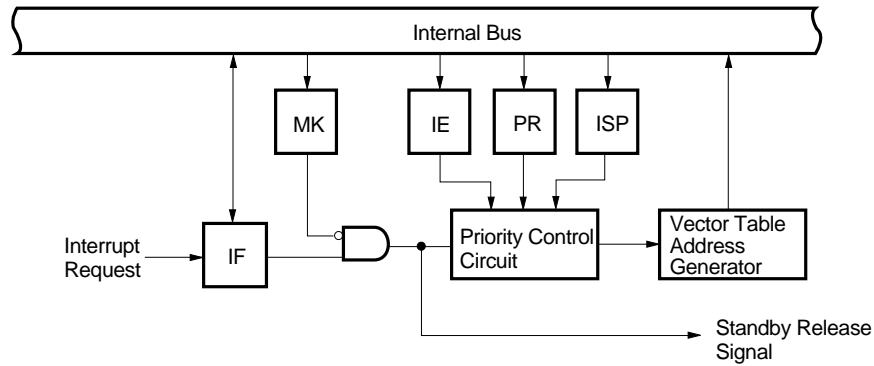 Internal Bus
MK
IE
PR
ISP
Interrupt
Request
IF
Priority Control
Circuit
Vector Table
Address
Generator
Standby Release
Signal